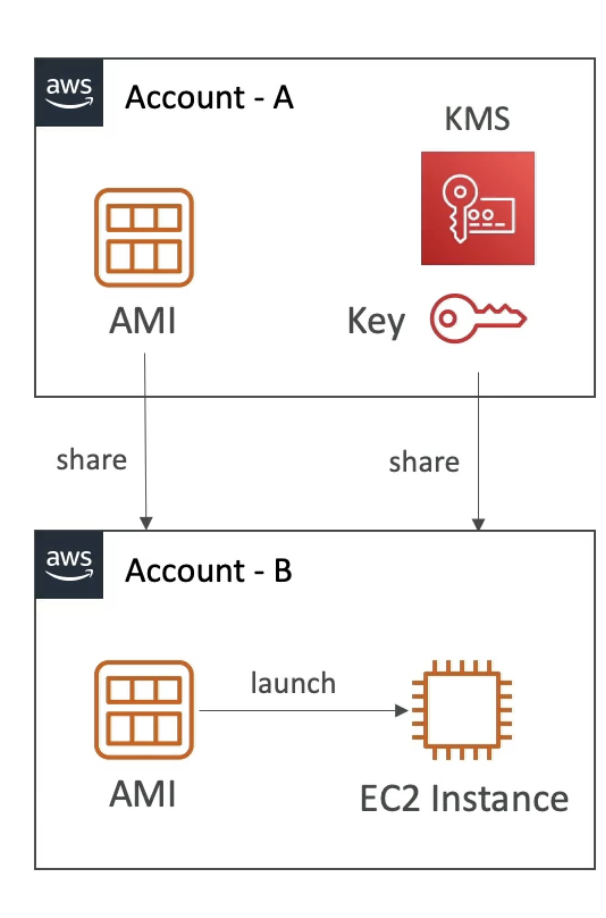 aws
Account - A
KMS
AMI
Key
share
share
aws
Account - B
launch
AMI
EC2 Instance